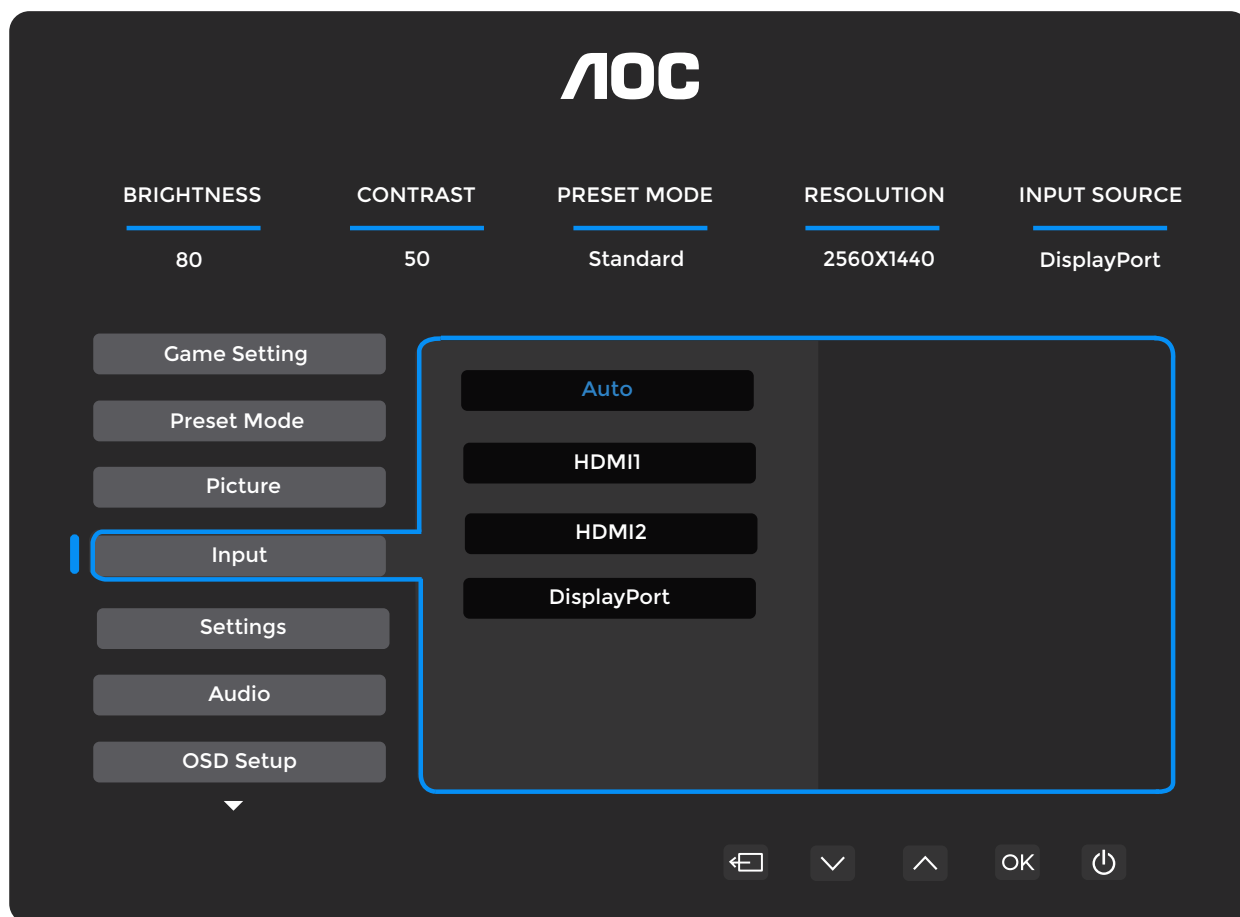 AOC
BRIGHTNESS CONTRAST PRESET MODE RESOLUTION INPUT SOURCE
80 50 Standard 2560X1440 DisplayPort
Game Setting
Preset Mode
Picture
Input
Settings
Audio
OSD Setup
Auto
HDMI1
HDMI2
DisplayPort
OK